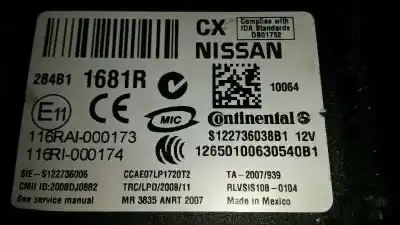 CX
Complies with
IDA Standards
DB01752
NISSAN
284B1 1681R
10064
E11
CE
MIC
Continental
116RAI-000173
S122736038B1 12V
116RI-000174
12650100630540B1
SIE-S122736006
CCAE07LP1720T2
TA-2007/939
CMII ID:2008DJ0882
TRC/LPD/2008/11
RLVSIS108-0104
See service manual
MR 3835 ANRT 2007
Made in Mexico